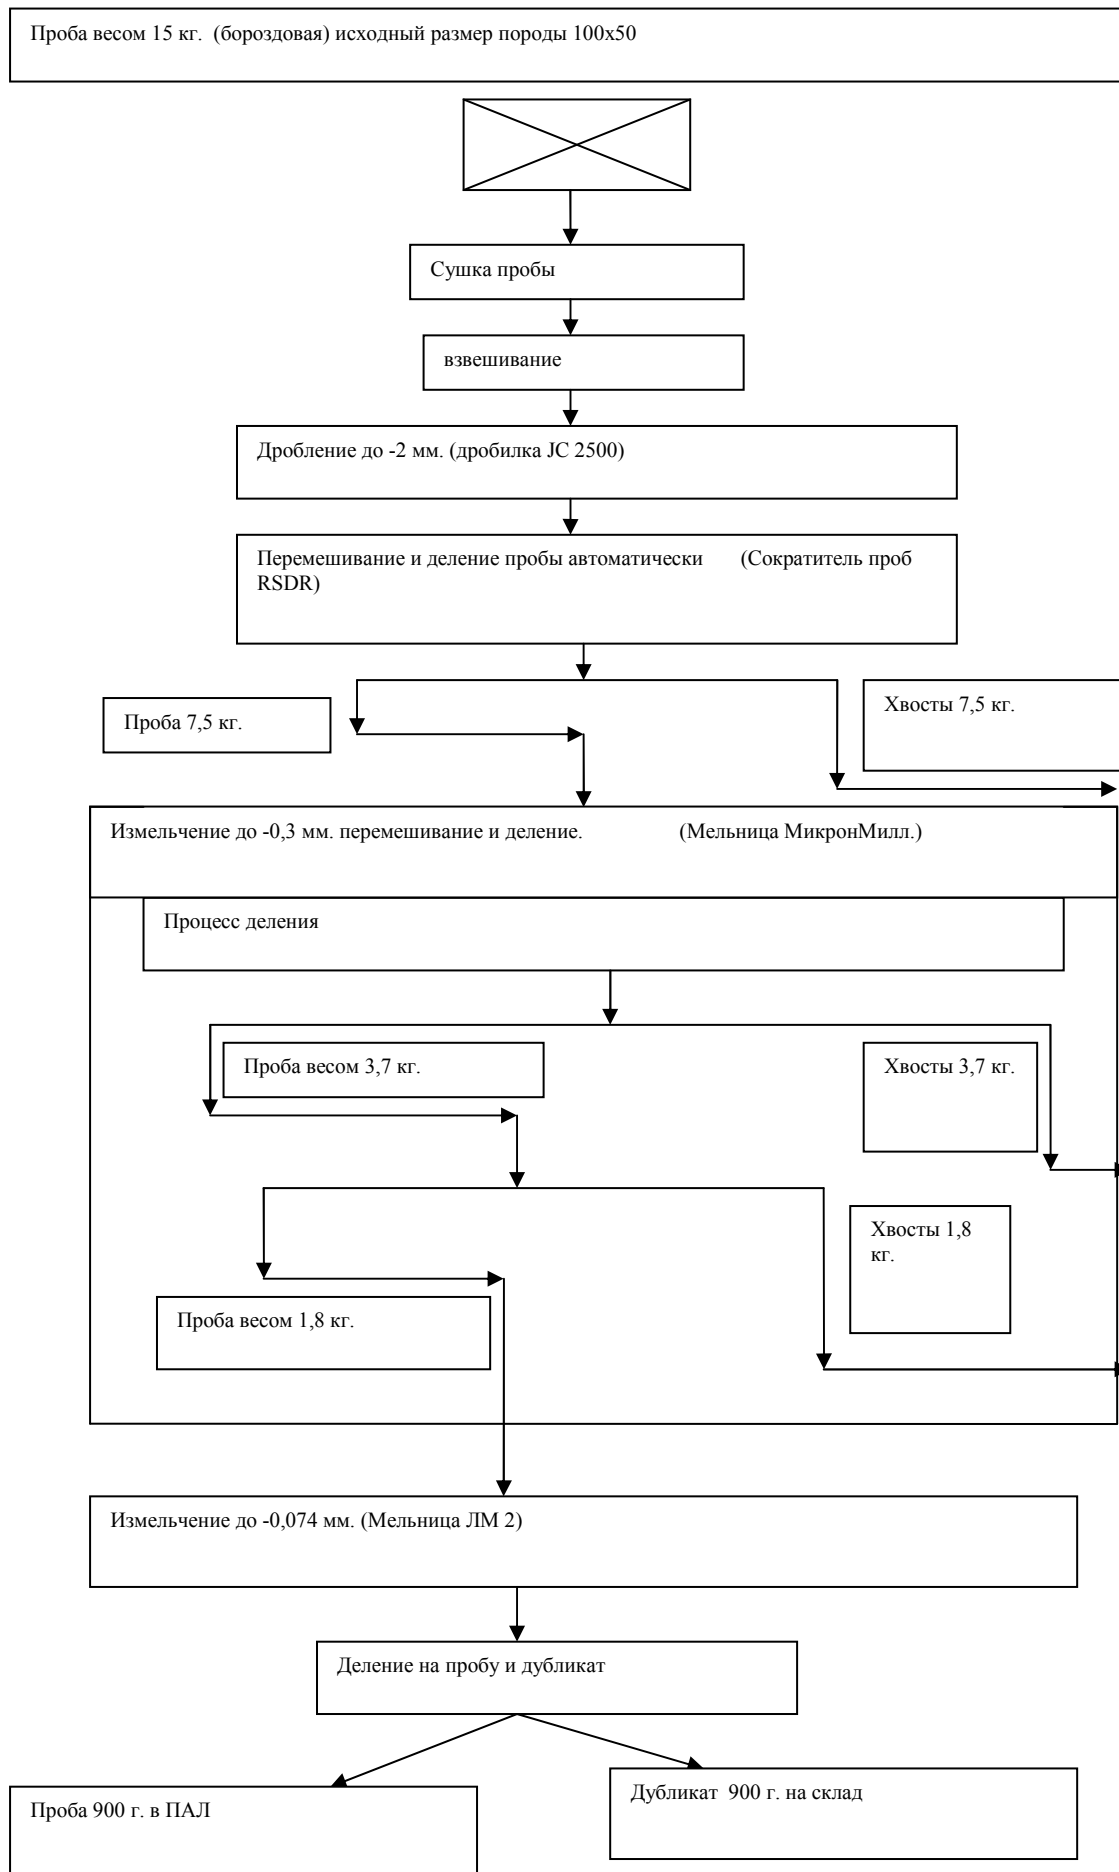 Проба весом 15 кг. (бороздовая) исходный размер породы 100х50
Сушка пробы
взвешивание
Дробление до -2 мм. (дробилка JC 2500)
Перемешивание и деление пробы автоматически (Сократитель проб
RSDR)
Проба 7,5 кг.
Хвосты 7,5 кг.
Измельчение до -0,3 мм. перемешивание и деление. (Мельница МикронМилл.)
Процесс деления
Проба весом 3,7 кг.
Хвосты 3,7 кг.
Хвосты 1,8
кг.
Проба весом 1,8 кг.
Измельчение до -0,074 мм. (Мельница ЛМ 2)
Деление на пробу и дубликат
Проба 900 г. в ПАЛ
Дубликат 900 г. на склад